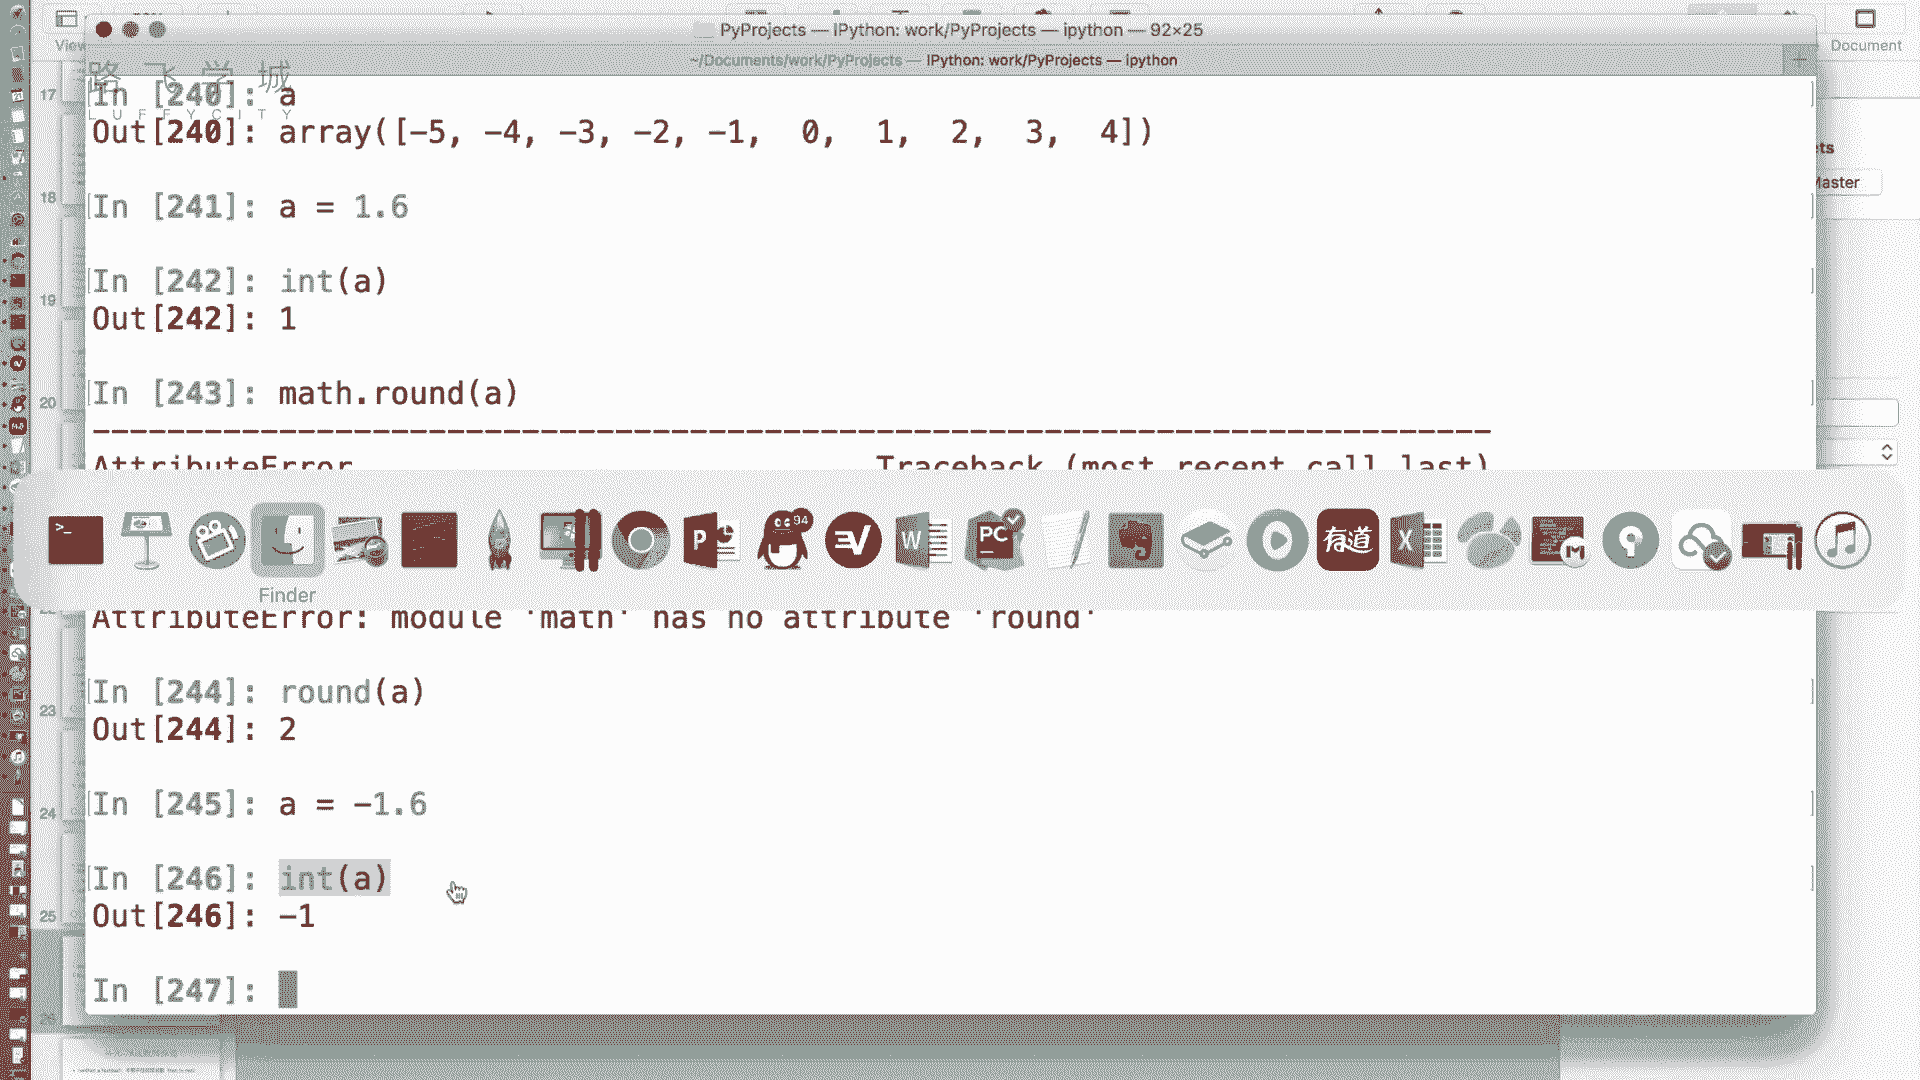 PyProjects — IPython: work/PyProjects — ipython — 92×25
View
Document
~/Documents/work/PyProjects —
IPython: work/PyProjects — ipython
路飞学城
LUFFYCITY
17
In [240]: a
Out[240]: array([-5, -4, -3, -2, -1,  0,  1,  2,  3,  4])
Master
18
In [241]: a = 1.6
In [242]: int(a)
19
Out[242]: 1
In [243]: math.round(a)
20
AttributeError Traceback (most recent call last)
94
有道
Finder
AttributeError: module 'math' has no attribute 'round'
In [244]: round(a)
23
Out[244]: 2
In [245]: a = -1.6
24
In [246]: int(a)
25
Out[246]: -1
In [247]:
26